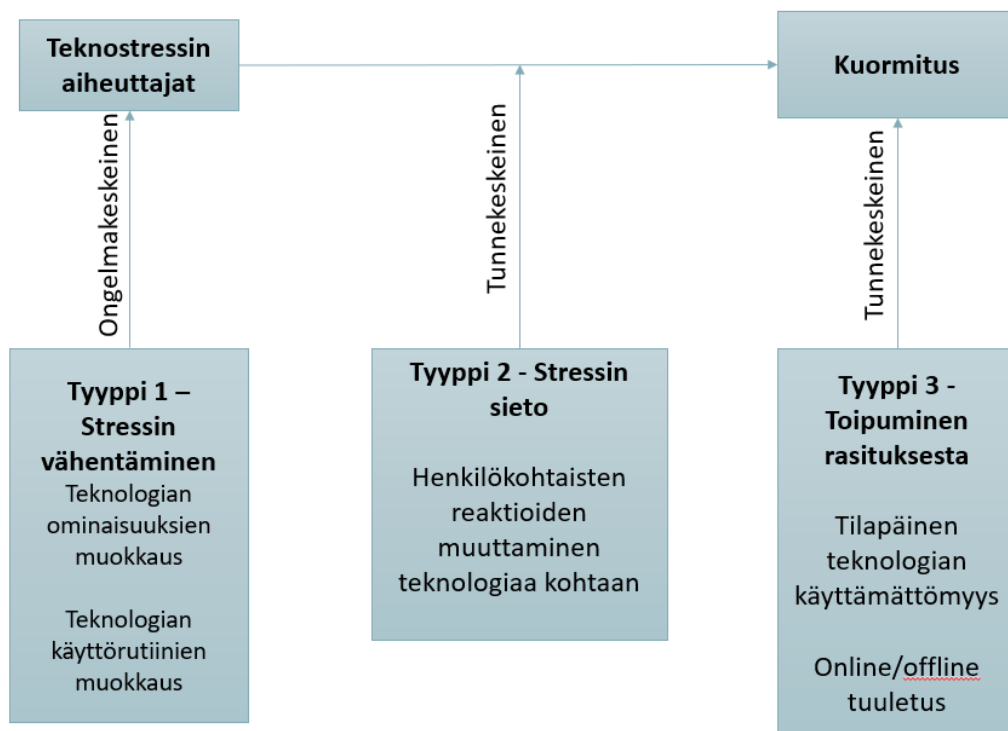 Teknostressin
aiheuttajat
Kuormitus
Ongelmakeskeinen
Tunnekeskeinen
Tunnekeskeinen
Tyyppi 1 –
Stressin
vähentäminen
Teknologian
ominaisuuksien
muokkaus
Teknologian
käyttörutiinien
muokkaus
Tyyppi 2 - Stressin
sieto
Henkilökohtaisten
reaktioiden
muuttaminen
teknologiaa kohtaan
Tyyppi 3 -
Toipuminen
rasituksesta
Tilapäinen
teknologian
käyttämättömyys
Online/offline
tuuletus